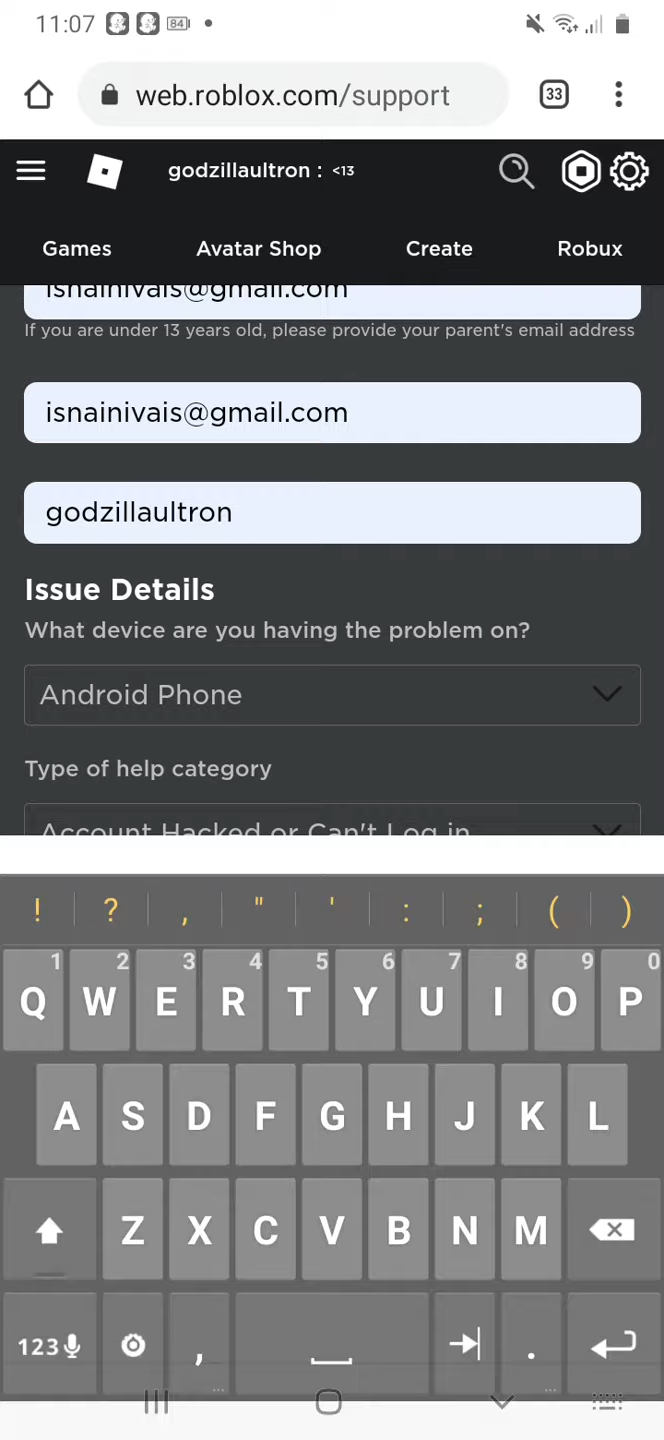 11:07 84
web.roblox.com/support 33
godzillaultron : <13
Games Avatar Shop Create Robux
isnainivais@gmail.com
If you are under 13 years old, please provide your parent's email address
isnainivais@gmail.com
godzillaultron
Issue Details
What device are you having the problem on?
Android Phone
Type of help category
Account Hacked or Can't Log in
! ? , " ' : ; ( )
1 2 3 4 5 6 7 8 9 0
Q W E R T Y U I O P
A S D F G H J K L
Z X C V B N M
123 , .